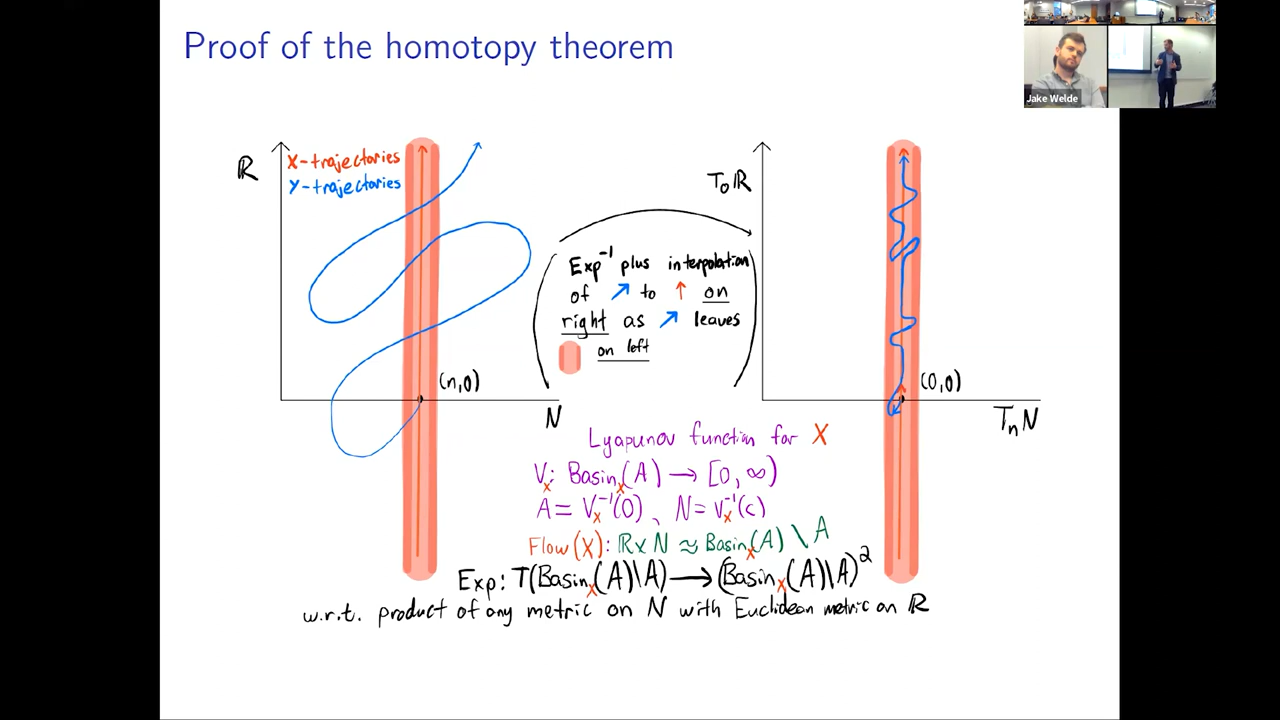 Proof of the homotopy theorem
Jake Welde
ℝ
X-trajectories
Y-trajectories
(n,0)
N
Exp⁻¹ plus interpolation
of ↗ to ↑ on
right as ↗ leaves
on left
T₀ℝ
(0,0)
TₙN
Lyapunov function for X
Vₓ: Basinₓ(A) → [0, ∞)
A = Vₓ⁻¹(0), N = Vₓ⁻¹(c)
Flow(X): ℝ×N ≈ Basinₓ(A) \ A
Exp: T(Basinₓ(A)\A) → (Basinₓ(A)\A)²
w.r.t. product of any metric on N with Euclidean metric on ℝ